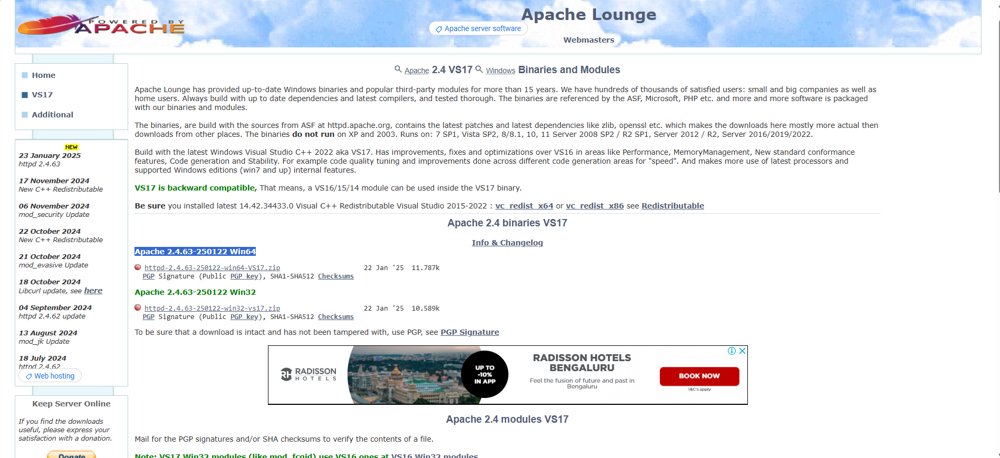 POWERED BY
APACHE
Apache Lounge
Apache server software
Webmasters
Home
VS17
Additional
NEW
23 January 2025
httpd 2.4.63
17 November 2024
New C++ Redistributable
06 November 2024
mod_security Update
22 October 2024
New C++ Redistributable
21 October 2024
mod_evasive Update
18 October 2024
Libcurl update, see here
04 September 2024
httpd 2.4.62 update
13 August 2024
mod_jk Update
18 July 2024
httpd 2.4.62
Web hosting
Keep Server Online
If you find the downloads
useful, please express your
satisfaction with a donation.
Donate
Apache 2.4 VS17 Windows Binaries and Modules
Apache Lounge has provided up-to-date Windows binaries and popular third-party modules for more than 15 years. We have hundreds of thousands of satisfied users: small and big companies as well as
home users. Always build with up to date dependencies and latest compilers, and tested thorough. The binaries are referenced by the ASF, Microsoft, PHP etc. and more and more software is packaged
with our binaries and modules.
The binaries, are build with the sources from ASF at httpd.apache.org, contains the latest patches and latest dependencies like zlib, openssl etc. which makes the downloads here mostly more actual then
downloads from other places. The binaries do not run on XP and 2003. Runs on: 7 SP1, Vista SP2, 8/8.1, 10, 11 Server 2008 SP2 / R2 SP1, Server 2012 / R2, Server 2016/2019/2022.
Build with the latest Windows Visual Studio C++ 2022 aka VS17. Has improvements, fixes and optimizations over VS16 in areas like Performance, MemoryManagement, New standard conformance
features, Code generation and Stability. For example code quality tuning and improvements done across different code generation areas for "speed". And makes more use of latest processors and
supported Windows editions (win7 and up) internal features.
VS17 is backward compatible, That means, a VS16/15/14 module can be used inside the VS17 binary.
Be sure you installed latest 14.42.34433.0 Visual C++ Redistributable Visual Studio 2015-2022 : vc_redist_x64 or vc_redist_x86 see Redistributable
Apache 2.4 binaries VS17
Info & Changelog
Apache 2.4.63-250122 Win64
httpd-2.4.63-250122-win64-VS17.zip 22 Jan '25 11.787k
PGP Signature (Public PGP key), SHA1-SHA512 Checksums
Apache 2.4.63-250122 Win32
httpd-2.4.63-250122-win32-vs17.zip 22 Jan '25 10.589k
PGP Signature (Public PGP key), SHA1-SHA512 Checksums
To be sure that a download is intact and has not been tampered with, use PGP, see PGP Signature
RH RADISSON
HOTELS
UP TO
-10%
IN APP
RADISSON HOTELS
BENGALURU
Feel the fusion of future and past in
Bengaluru
BOOK NOW
T&C's apply
Apache 2.4 modules VS17
Mail for the PGP signatures and/or SHA checksums to verify the contents of a file.
Note: VS17 Win32 modules (like mod_fcgid) use VS16 ones at VS16 Win32 modules